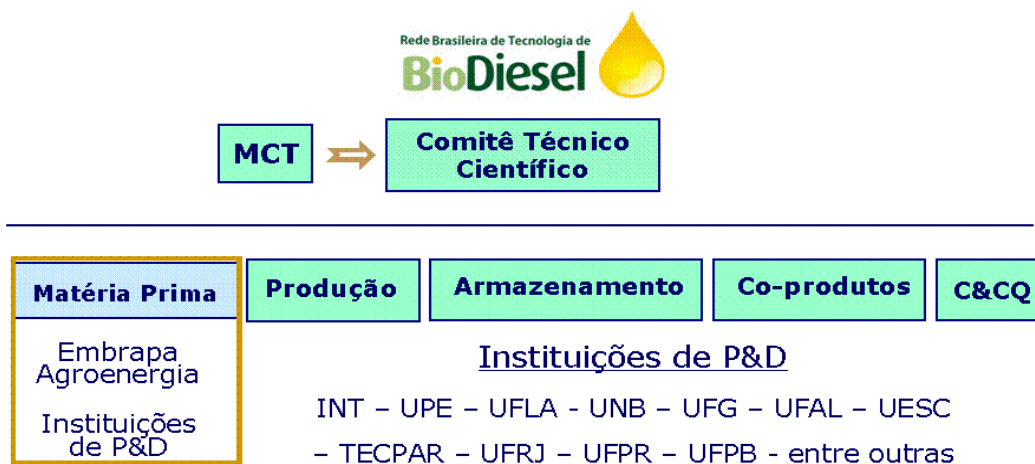 Rede Brasileira de Tecnologia de
BioDiesel
MCT
Comitê Técnico
Científico
Matéria Prima
Produção
Armazenamento
Co-produtos
C&CQ
Embrapa
Agroenergia
Instituições
de P&D
Instituições de P&D
INT – UPE – UFLA - UNB – UFG – UFAL – UESC
– TECPAR – UFRJ – UFPR – UFPB - entre outras